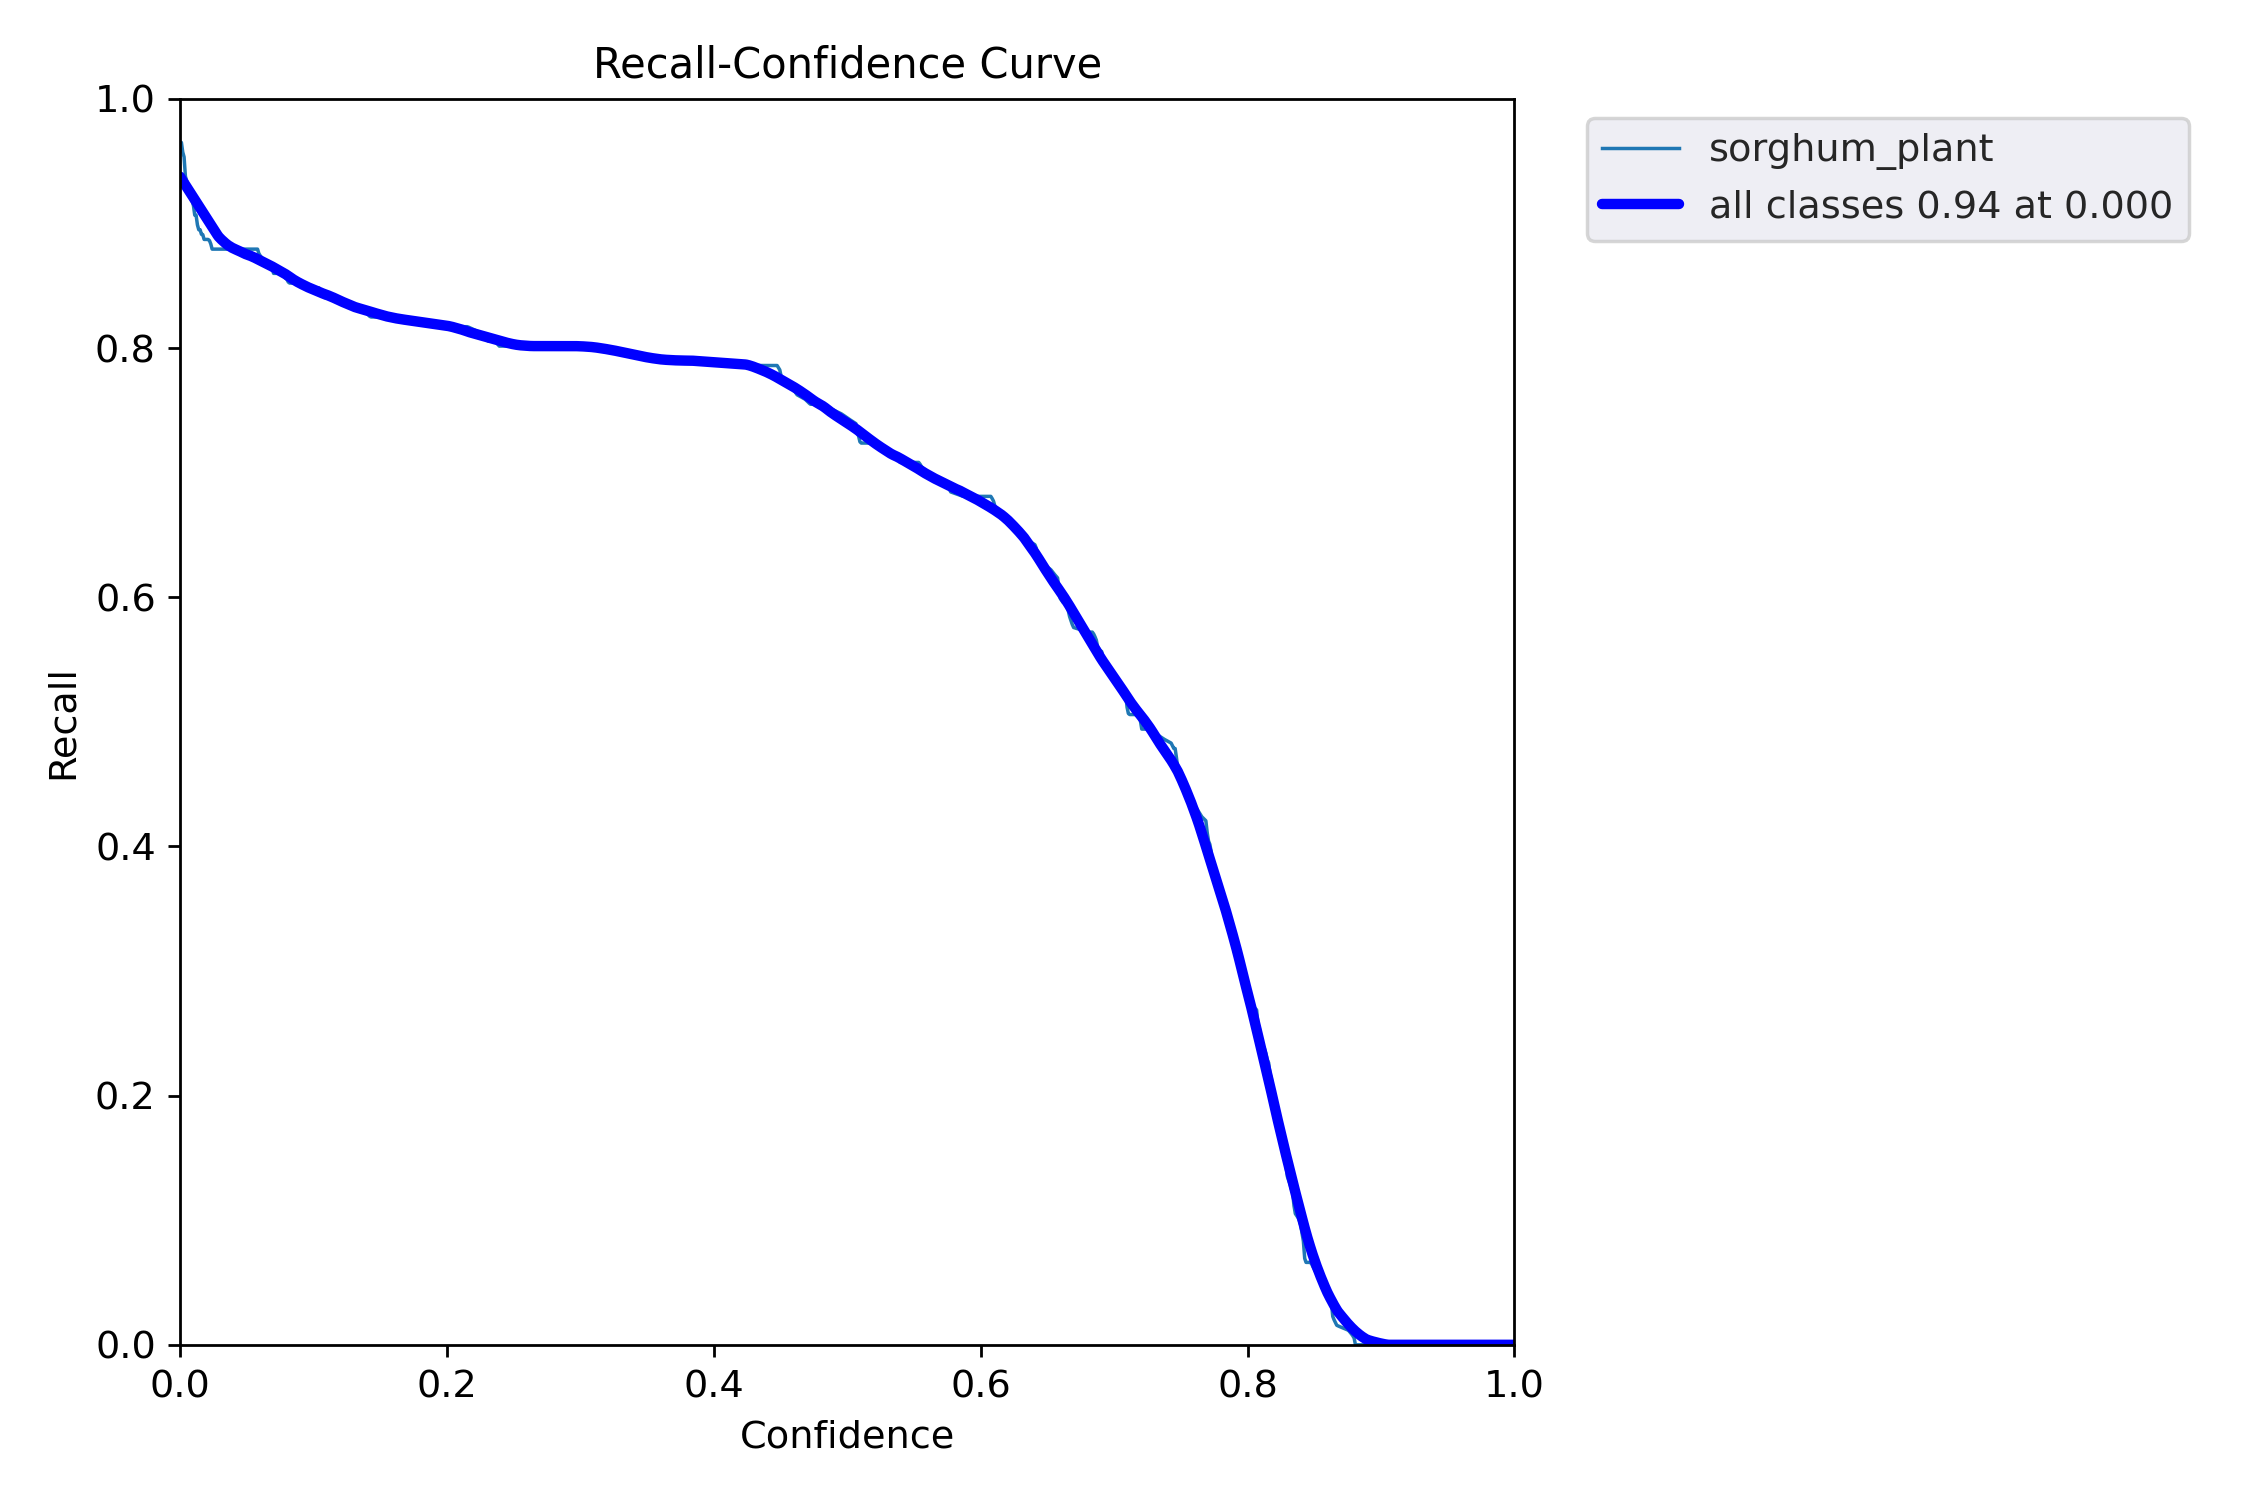 Recall-Confidence Curve
1.0
0.8
0.6
0.4
0.2
0.0
Recall
0.0 0.2 0.4 0.6 0.8 1.0
Confidence
sorghum_plant
all classes 0.94 at 0.000